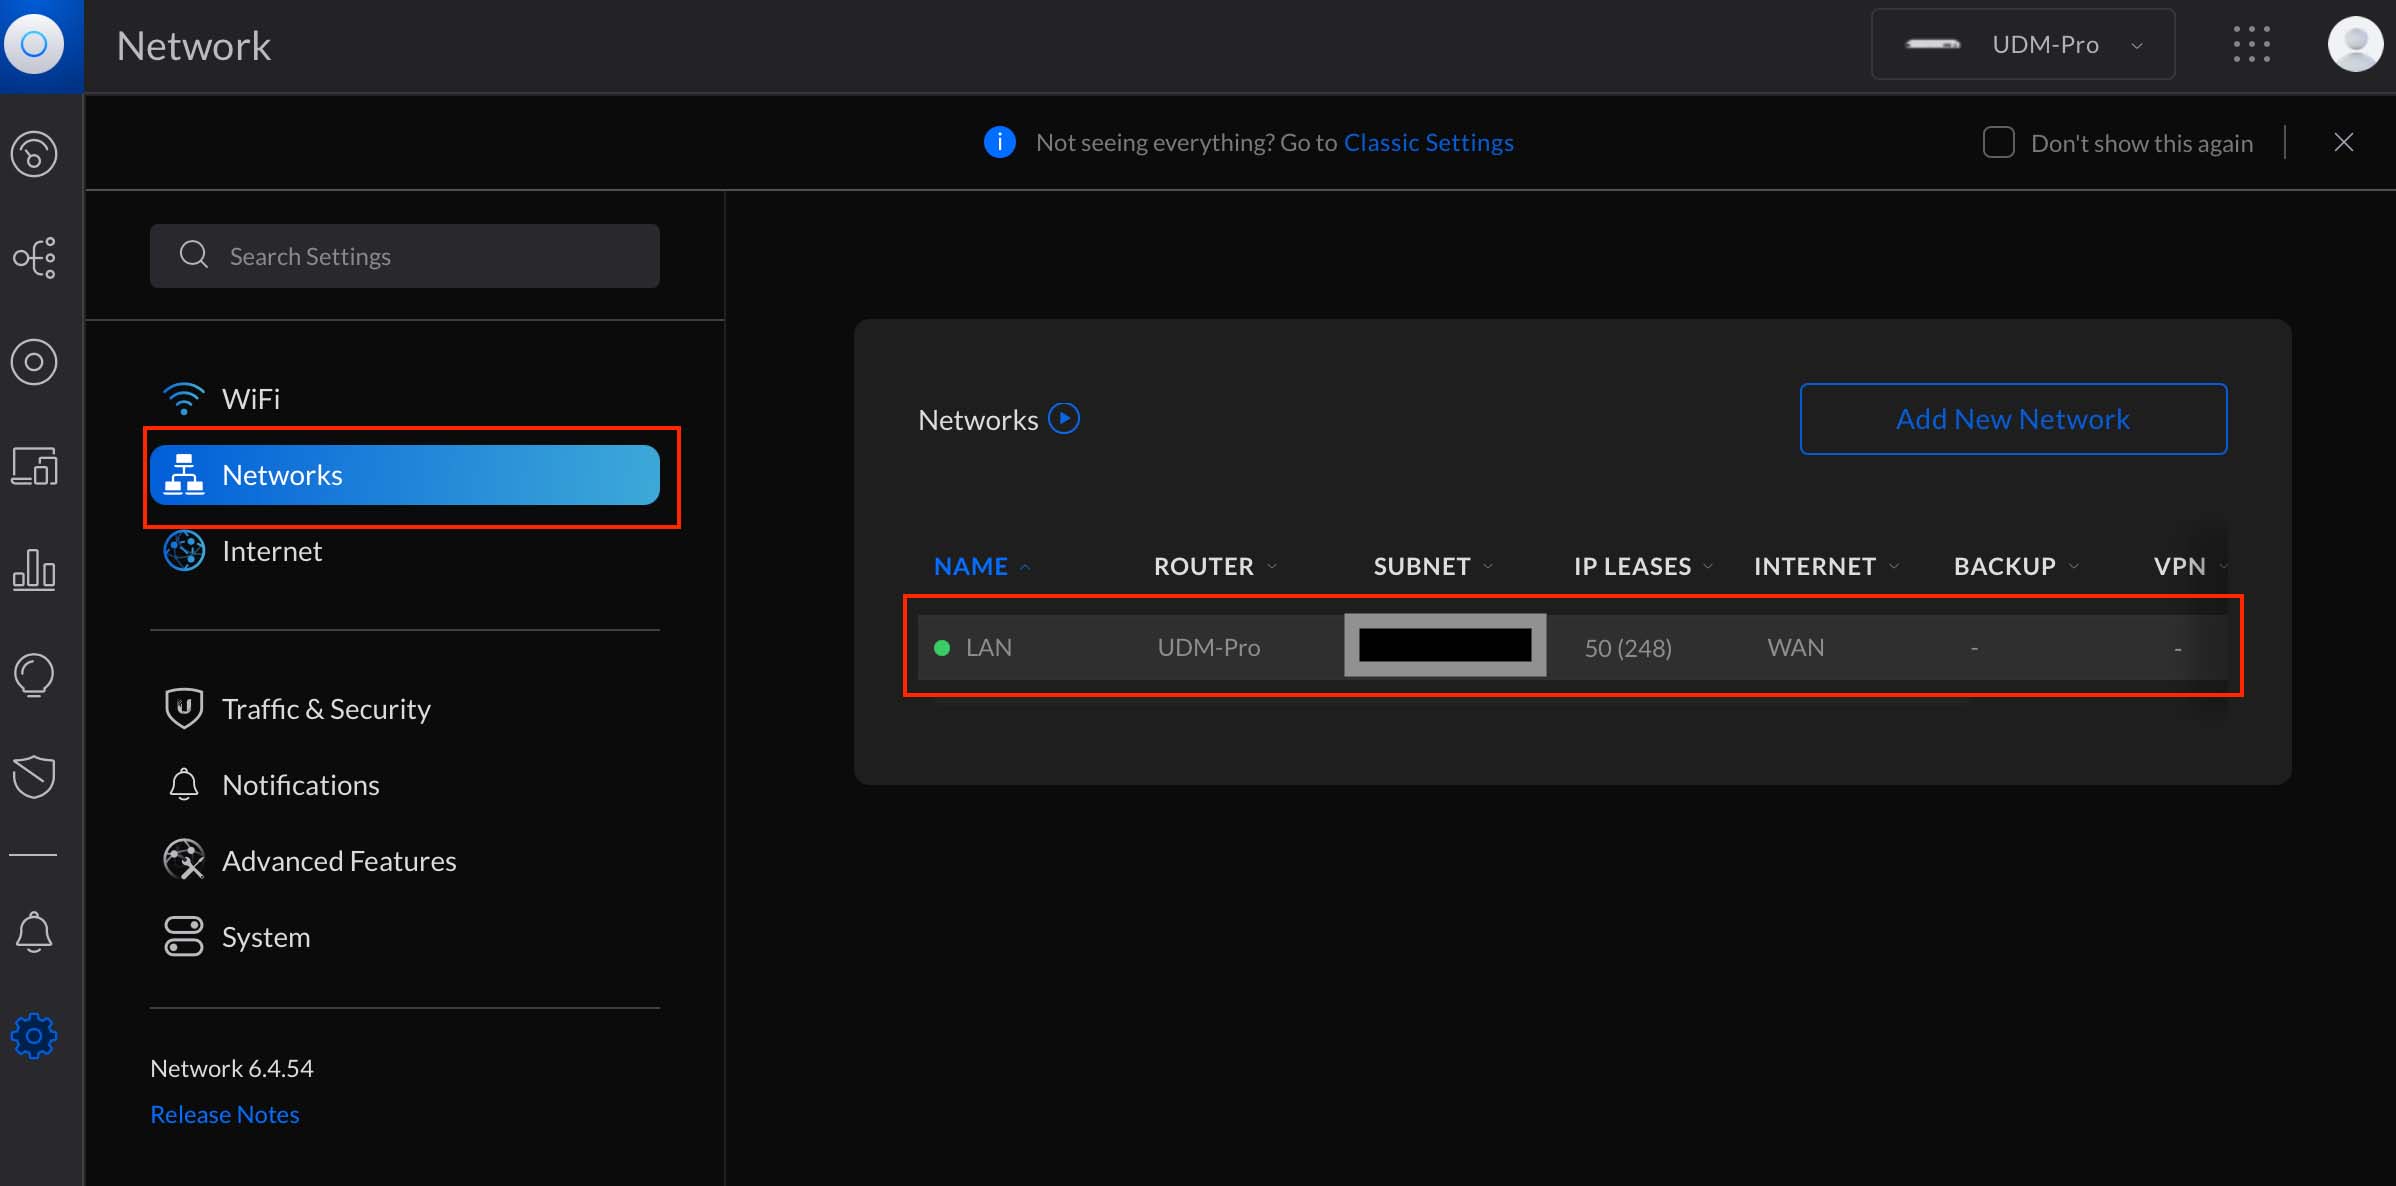 Network
UDM-Pro
Not seeing everything? Go to Classic Settings
Don't show this again
Search Settings
WiFi
Networks
Internet
Traffic & Security
Notifications
Advanced Features
System
Network 6.4.54
Release Notes
Networks
Add New Network
NAME ROUTER SUBNET IP LEASES INTERNET BACKUP VPN
LAN UDM-Pro 50 (248) WAN - -